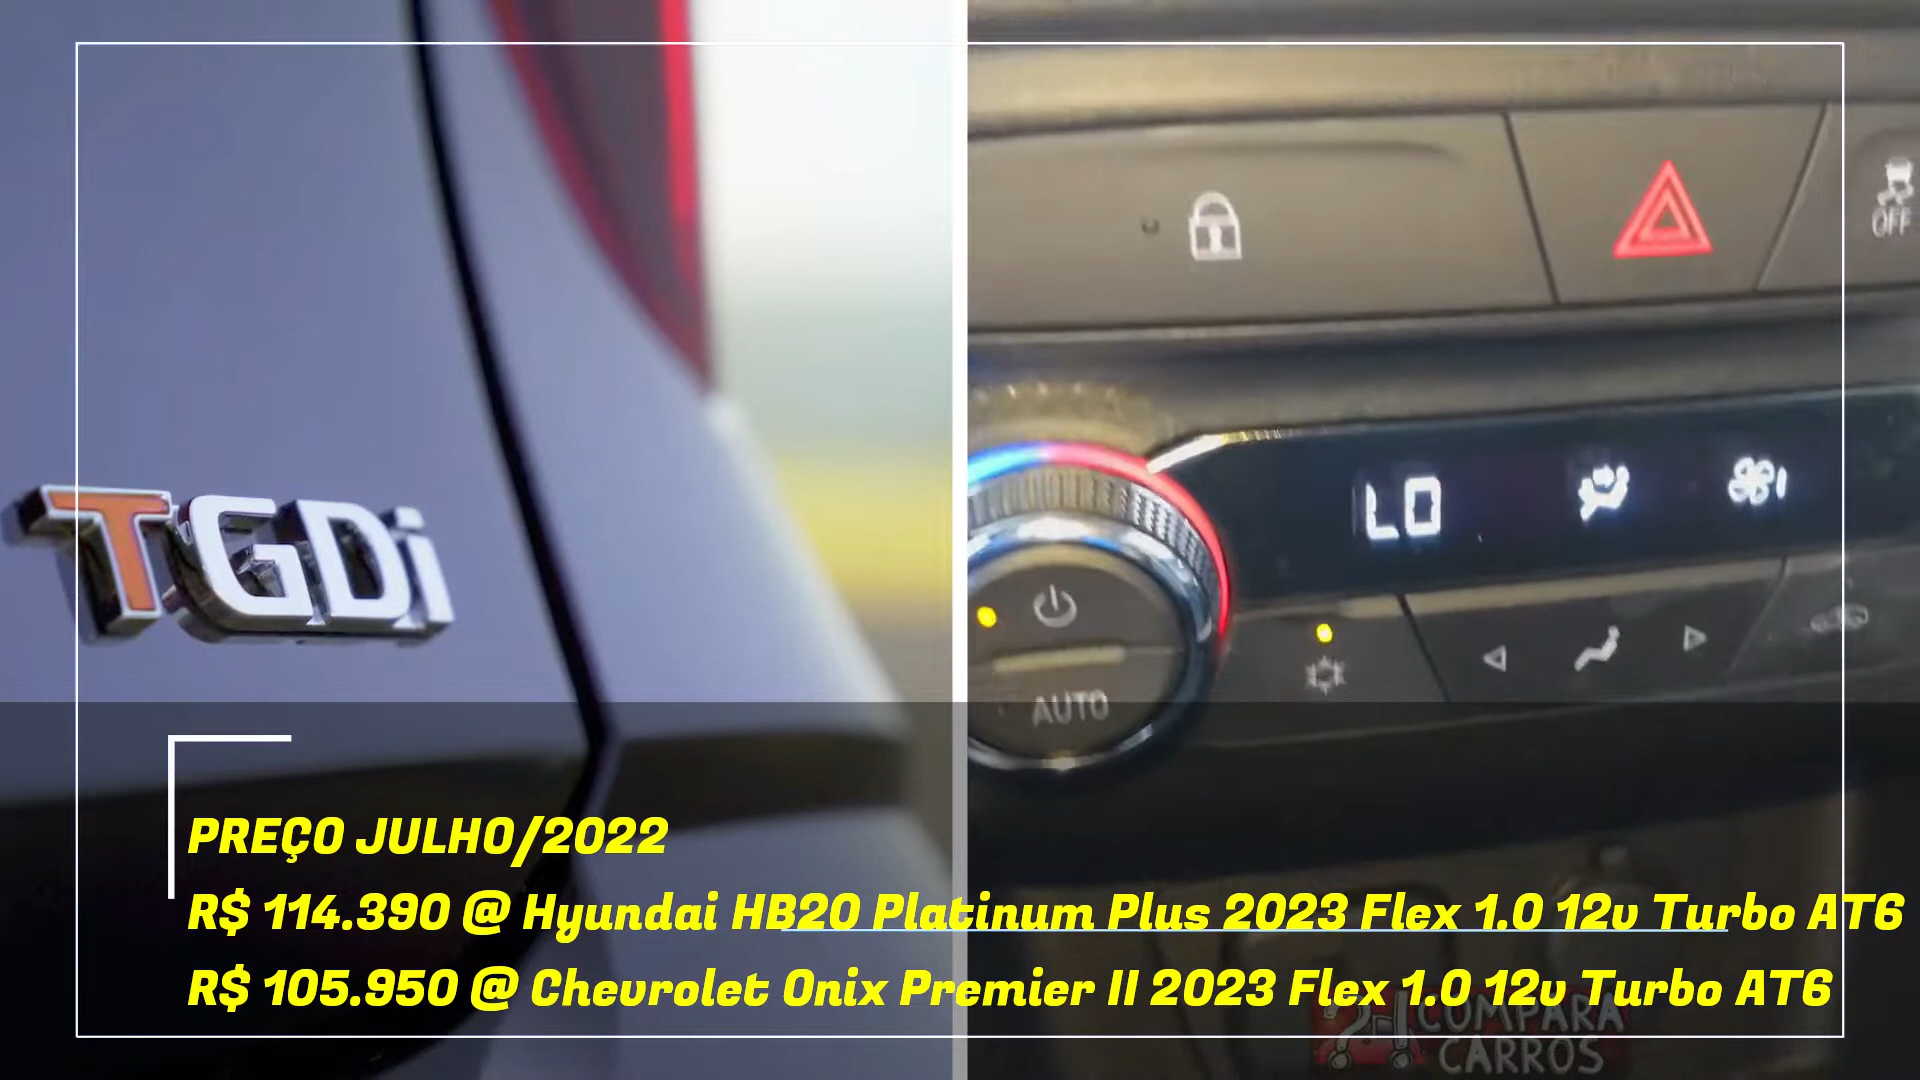 TGDi
OFF
LO
AUTO
PREÇO JULHO/2022
R$ 114.390 @ Hyundai HB20 Platinum Plus 2023 Flex 1.0 12v Turbo AT6
R$ 105.950 @ Chevrolet Onix Premier II 2023 Flex 1.0 12v Turbo AT6
COMPARA
CARROS